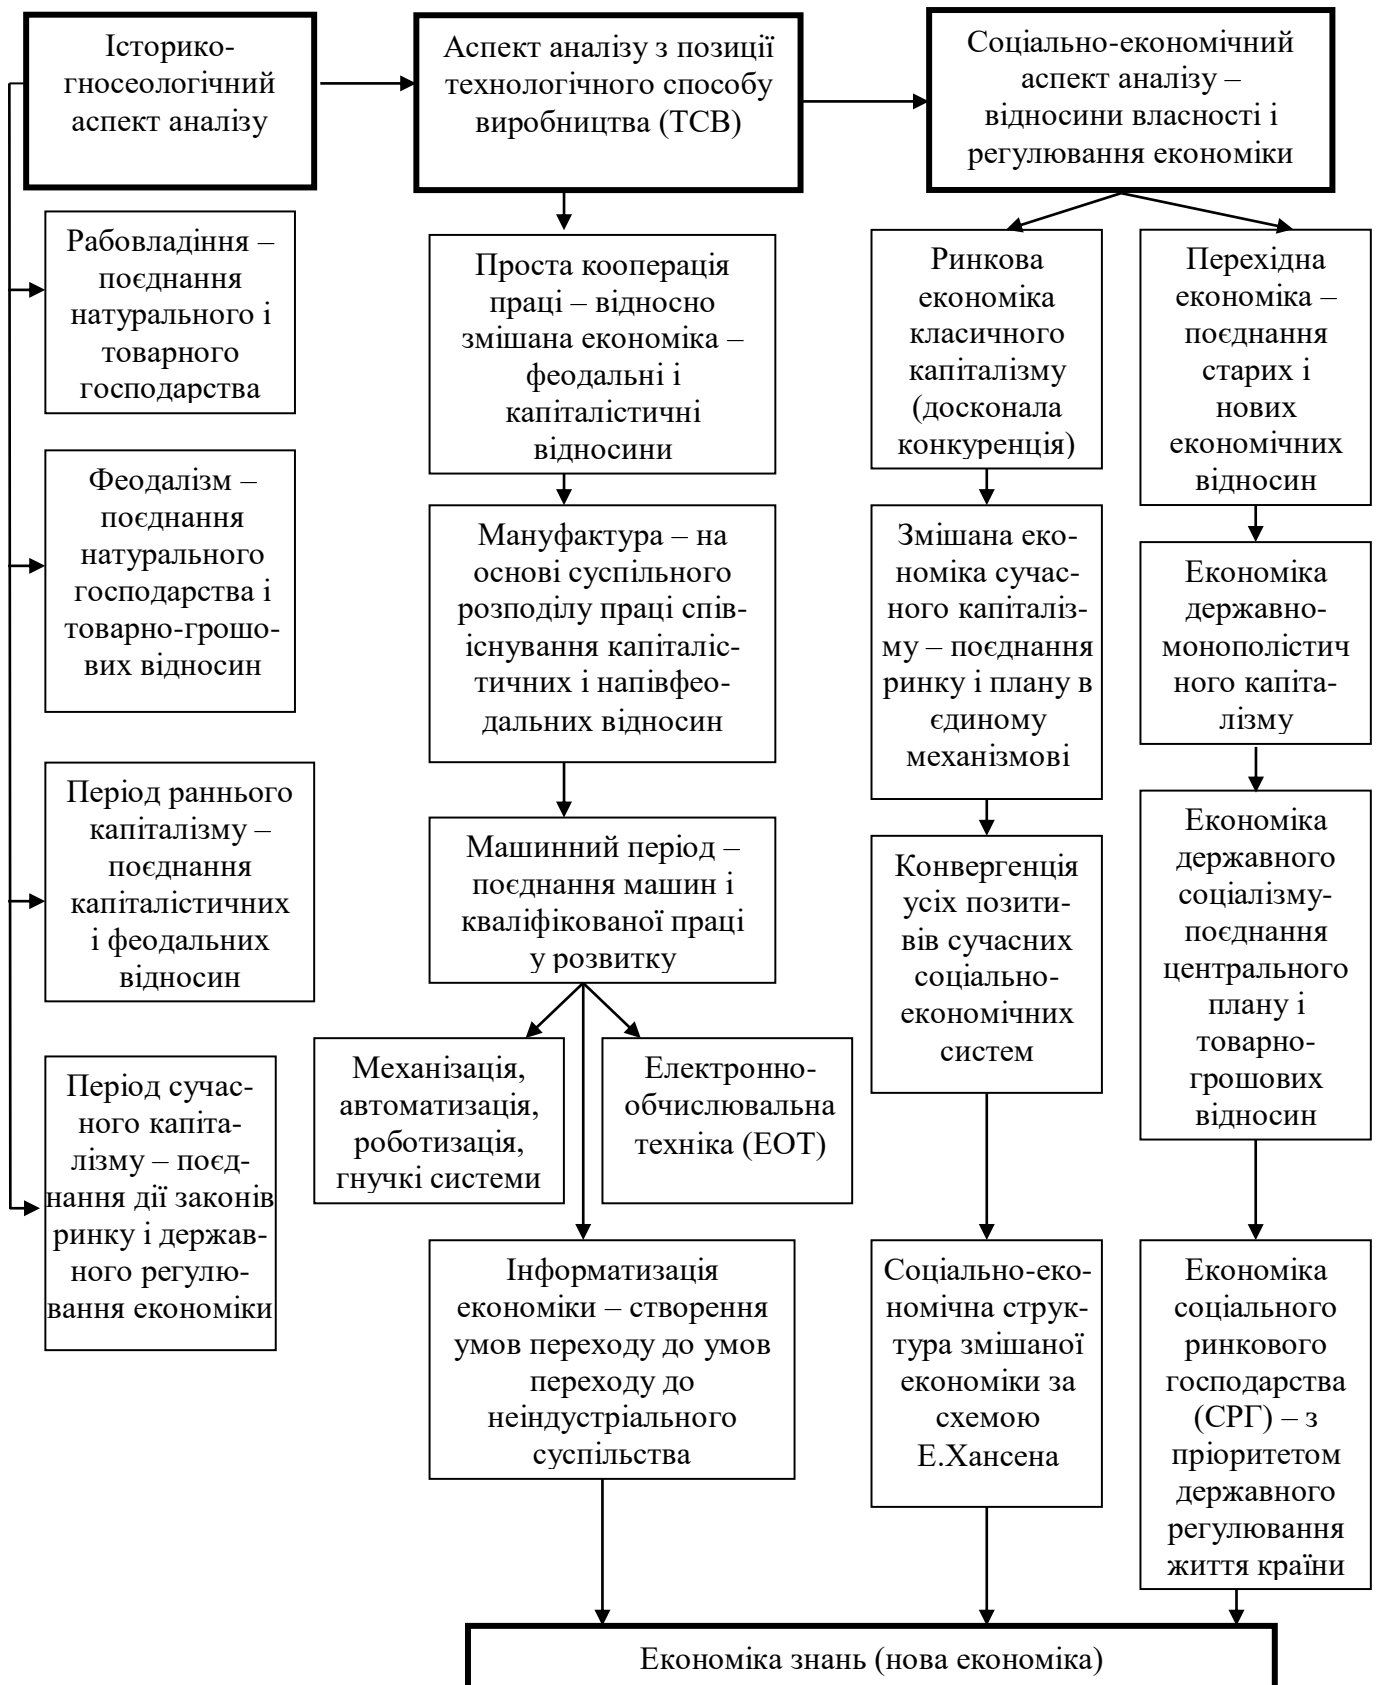 Історико-
гносеологічний
аспект аналізу
Аспект аналізу з позиції
технологічного способу
виробництва (ТСВ)
Соціально-економічний
аспект аналізу –
відносини власності і
регулювання економіки
Рабовладіння –
поєднання
натурального і
товарного
господарства
Феодалізм –
поєднання
натурального
господарства і
товарно-грошо-
вих відносин
Період раннього
капіталізму –
поєднання
капіталістичних
і феодальних
відносин
Період сучас-
ного капіта-
лізму – поєд-
нання дії законів
ринку і держав-
ного регулю-
вання економіки
Проста кооперація
праці – відносно
змішана економіка –
феодальні і
капіталістичні
відносини
Мануфактура – на
основі суспільного
розподілу праці спів-
існування капіталіс-
тичних і напівфео-
дальних відносин
Машинний період –
поєднання машин і
кваліфікованої праці
у розвитку
Механізація,
автоматизація,
роботизація,
гнучкі системи
Електронно-
обчислювальна
техніка (ЕОТ)
Інформатизація
економіки – створення
умов переходу до умов
переходу до
неіндустріального
суспільства
Ринкова
економіка
класичного
капіталізму
(досконала
конкуренція)
Змішана еко-
номіка сучас-
ного капіталіз-
му – поєднання
ринку і плану в
єдиному
механізмові
Конвергенція
усіх позити-
вів сучасних
соціально-
економічних
систем
Соціально-еко-
номічна струк-
тура змішаної
економіки за
схемою
Е.Хансена
Перехідна
економіка –
поєднання
старих і
нових
економічних
відносин
Економіка
державно-
монополістич
ного капіта-
лізму
Економіка
державного
соціалізму-
поєднання
центрального
плану і
товарно-
грошових
відносин
Економіка
соціального
ринкового
господарства
(СРГ) – з
пріоритетом
державного
регулювання
життя країни
Економіка знань (нова економіка)